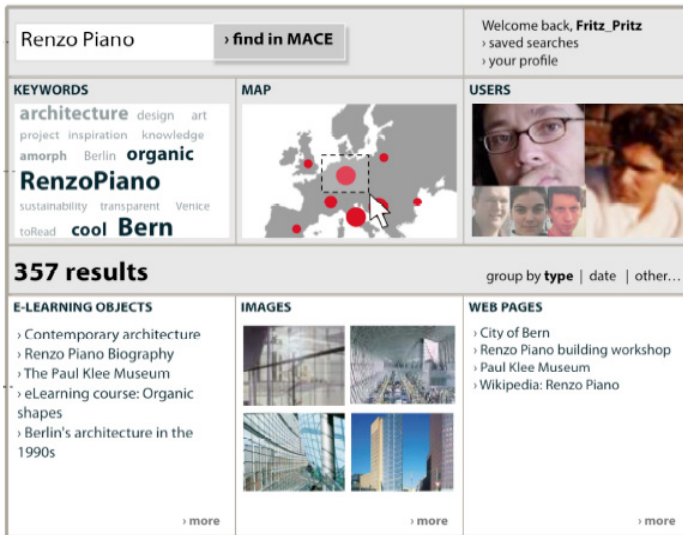 Renzo Piano
› find in MACE
Welcome back, Fritz_Pritz
› saved searches
› your profile
KEYWORDS
architecture design art
project inspiration knowledge
amorph Berlin organic
RenzoPiano
sustainability transparent Venice
toRead cool Bern
MAP
USERS
357 results
group by type | date | other...
E-LEARNING OBJECTS
› Contemporary architecture
› Renzo Piano Biography
› The Paul Klee Museum
› eLearning course: Organic
shapes
› Berlin's architecture in the
1990s
› more
IMAGES
› more
WEB PAGES
› City of Bern
› Renzo Piano building workshop
› Paul Klee Museum
› Wikipedia: Renzo Piano
› more